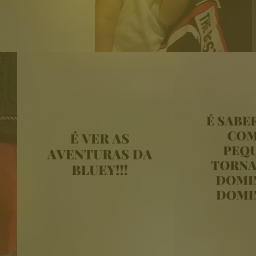 É VER AS
AVENTURAS DA
BLUEY!!!
É SABER
COM
PEQU
TORNA
DOMI
DOMI